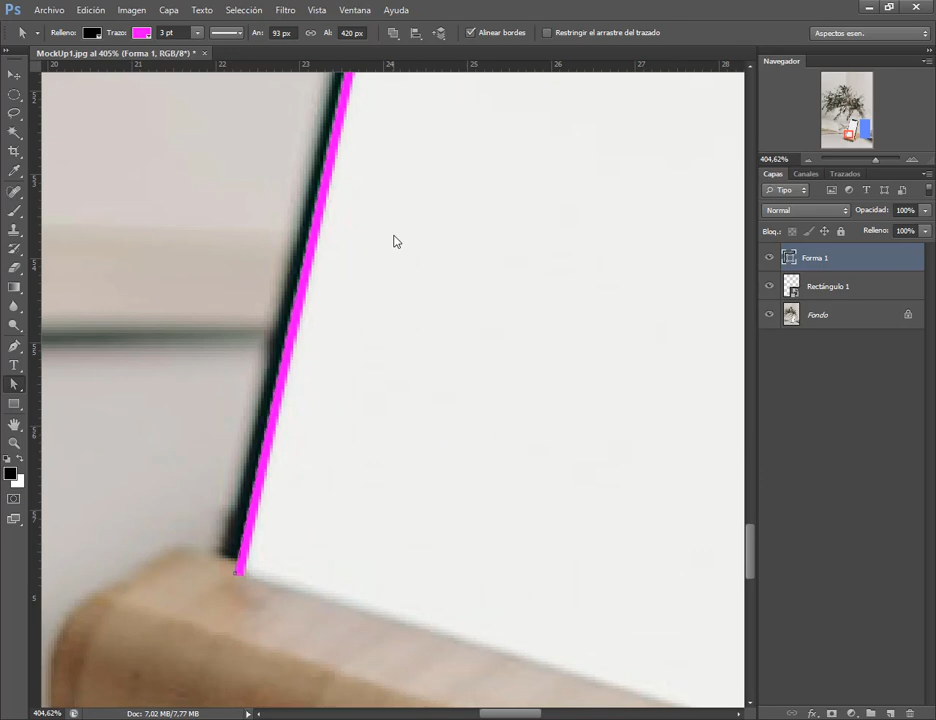 Ps Archivo Edición Imagen Capa Texto Selección Filtro Vista Ventana Ayuda
Relleno: Trazo: 3 pt An: 93 px Al: 420 px Alinear bordes Restringir el arrastre del trazado Aspectos esen.
MockUp1.jpg al 405% (Forma 1, RGB/8*) * ×
20 21 22 23 24 25 26 27 28
Navegador
404,62%
Capas Canales Trazados
Tipo
Normal Opacidad: 100%
Bloq.: Relleno: 100%
Forma 1
Rectángulo 1
Fondo
404,62% Doc: 7,02 MB/7,77 MB